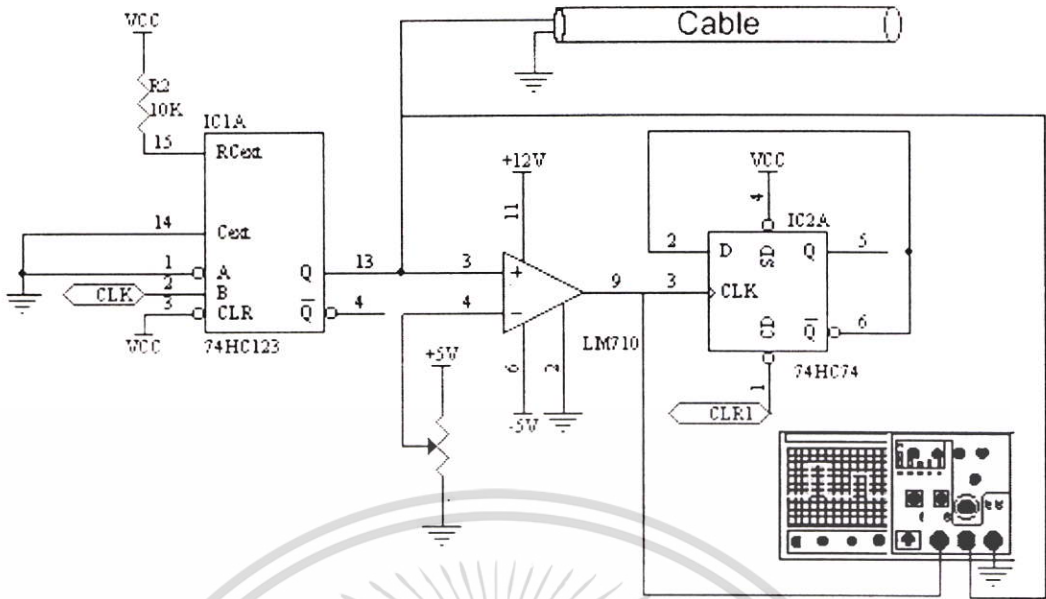 Cable
VCC
R2
10K
IC1A
15
RCext
14
Cext
1
A
Q
13
2
CLK
B
3
CLR
Q
4
VCC
74HC123
+12V
11
3
+
4
-
9
6
2
LM710
-5V
+5V
VCC
4
IC2A
2
D
SD
Q
5
3
CLK
CD
Q
6
74HC74
1
CLR1